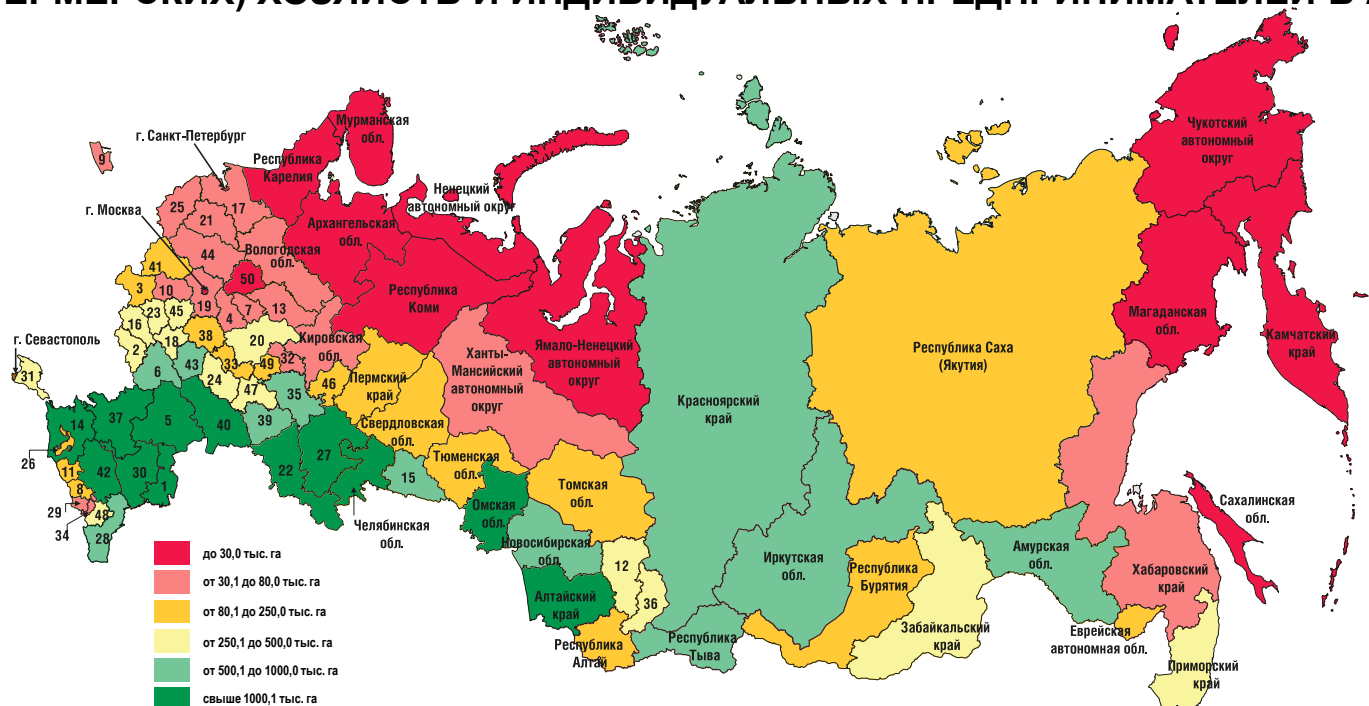 г. Санкт-Петербург
Мурманская
обл.
Республика
Карелия
9
Ненецкий
автономный округ
Чукотский
автономный
округ
25
21
17
г. Москва
Архангельская
обл.
44
Вологодская
обл.
41
50
3
10
19
4
7
13
Республика
Коми
16
23
45
г. Севастополь
2
18
38
20
Кировская
обл.
31
6
43
33
49
32
24
47
46
35
39
Пермский
край
Свердловская
обл.
Ханты-
Мансийский
автономный
округ
Ямало-Ненецкий
автономный
округ
Красноярский
край
Республика Саха
(Якутия)
Магаданская
обл.
Камчатский
край
14
37
5
40
26
11
42
30
1
8
29
34
48
28
22
27
15
Челябинская
обл.
Тюменская
обл.
Омская
обл.
Томская
обл.
Новосибирская
обл.
Алтайский
край
12
36
Республика
Алтай
Республика
Тыва
Иркутская
обл.
Республика
Бурятия
Забайкальский
край
Амурская
обл.
Еврейская
автономная обл.
Хабаровский
край
Приморский
край
Сахалинская
обл.
до 30,0 тыс. га
от 30,1 до 80,0 тыс. га
от 80,1 до 250,0 тыс. га
от 250,1 до 500,0 тыс. га
от 500,1 до 1000,0 тыс. га
свыше 1000,1 тыс. га